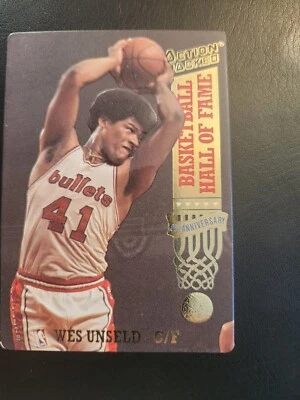 ACTION
PACKED
BASKETBALL
HALL OF FAME
ANNIVERSARY
bullets
41
WES UNSELD C/F